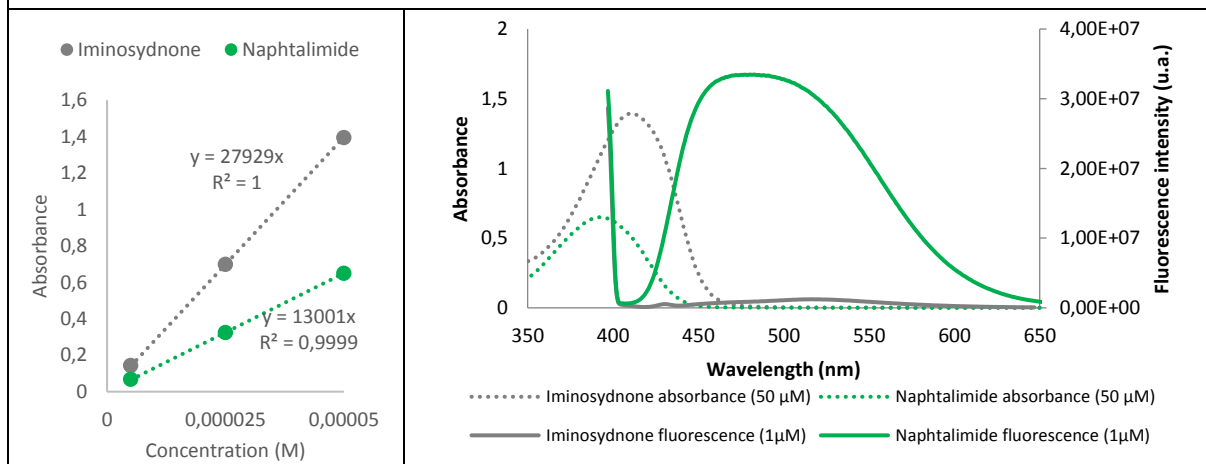 Iminosydnone Naphtalimide
1,6
1,4
1,2
1
0,8
0,6
0,4
0,2
0
y = 27929x
R² = 1
y = 13001x
R² = 0,9999
Absorbance
0 0,000025 0,00005
Concentration (M)
2
1,5
1
0,5
0
Absorbance
4,00E+07
3,00E+07
2,00E+07
1,00E+07
0,00E+00
Fluorescence intensity (u.a.)
350 400 450 500 550 600 650
Wavelength (nm)
Iminosydnone absorbance (50 µM) Naphtalimide absorbance (50 µM)
Iminosydnone fluorescence (1µM) Naphtalimide fluorescence (1µM)